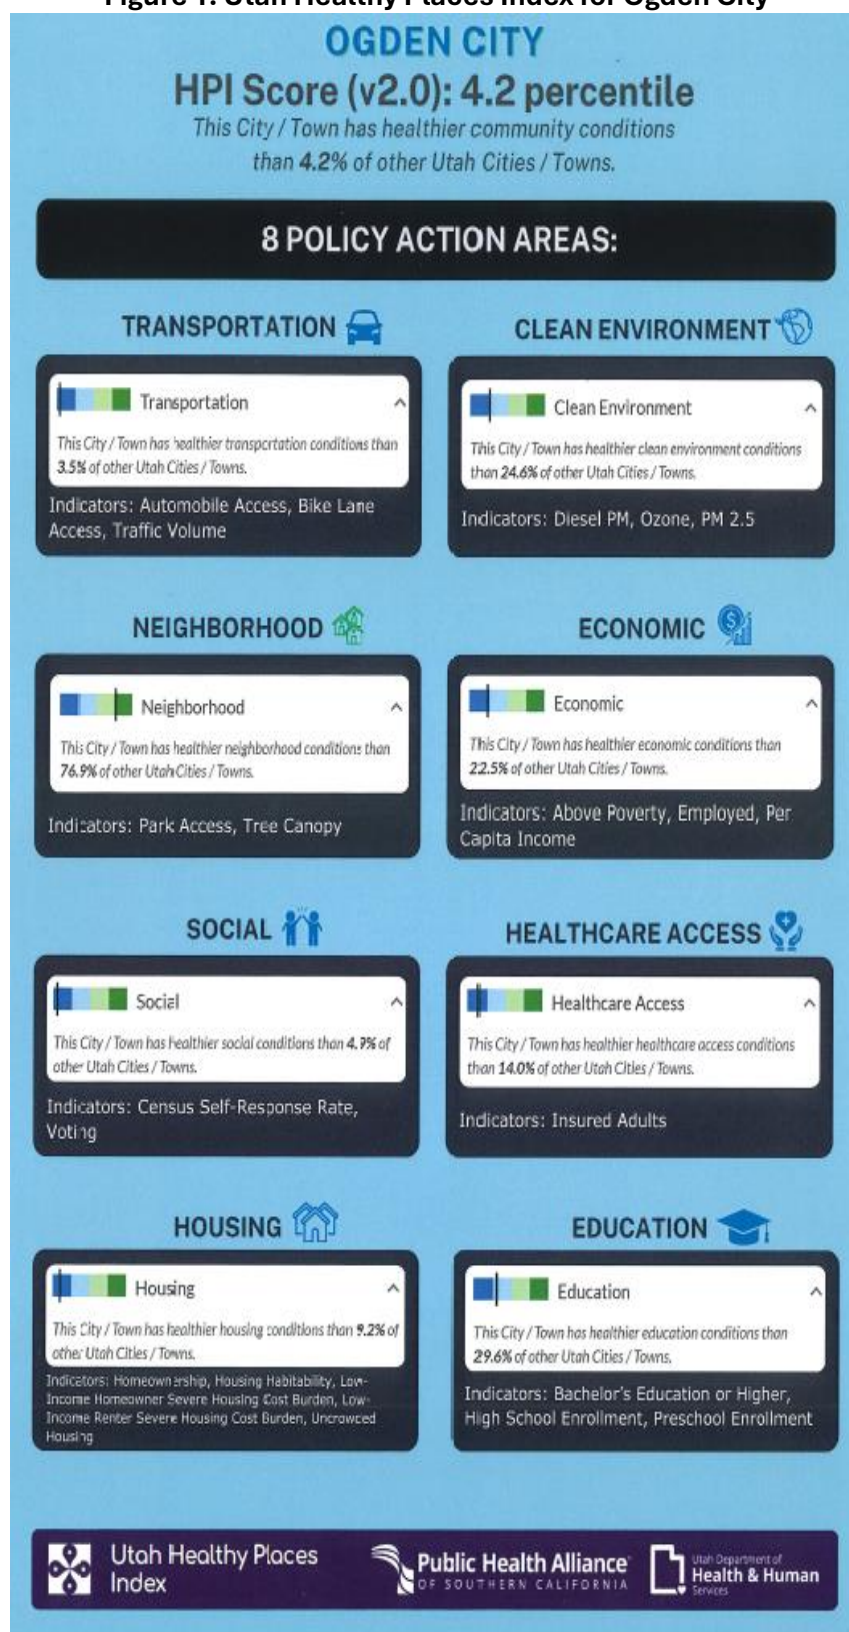 Figure 1: Utah Healthy Places Index for Ogden City
OGDEN CITY
HPI Score (v2.0): 4.2 percentile
This City / Town has healthier community conditions
than 4.2% of other Utah Cities / Towns.
8 POLICY ACTION AREAS:
TRANSPORTATION
Transportation
This City / Town has healthier transportation conditions than
3.5% of other Utah Cities / Towns.
Indicators: Automobile Access, Bike Lane
Access, Traffic Volume
CLEAN ENVIRONMENT
Clean Environment
This City / Town has healthier clean environment conditions
than 24.6% of other Utah Cities / Towns.
Indicators: Diesel PM, Ozone, PM 2.5
NEIGHBORHOOD
Neighborhood
This City / Town has healthier neighborhood conditions than
76.9% of other Utah Cities / Towns.
Indicators: Park Access, Tree Canopy
ECONOMIC
Economic
This City / Town has healthier economic conditions than
22.5% of other Utah Cities / Towns.
Indicators: Above Poverty, Employed, Per
Capita Income
SOCIAL
Social
This City / Town has healthier social conditions than of
other Utah Cities / Towns.
Indicators: Census Self-Response Rate,
Voting
HEALTHCARE ACCESS
Healthcare Access
This City / Town has healthier healthcare access conditions
than 14.0% of other Utah Cities / Towns.
Indicators: Insured Adults
HOUSING
Housing
This City / Town has healthier housing conditions than 9.2% of
other Utah Cities / Towns.
Indicators: Homeownership, Housing Habitability, Low-
Income Homeowner Severe Housing Cost Burden, Low-
Income Renter Severe Housing Cost Burden, Uncrowded
Housing
EDUCATION
Education
This City / Town has healthier education conditions than
29.6% of other Utah Cities / Towns.
Indicators: Bachelor's Education or Higher,
High School Enrollment, Preschool Enrollment
Utah Healthy Places
Index
Public Health Alliance
OF SOUTHERN CALIFORNIA
Utah Department of
Health & Human
Services